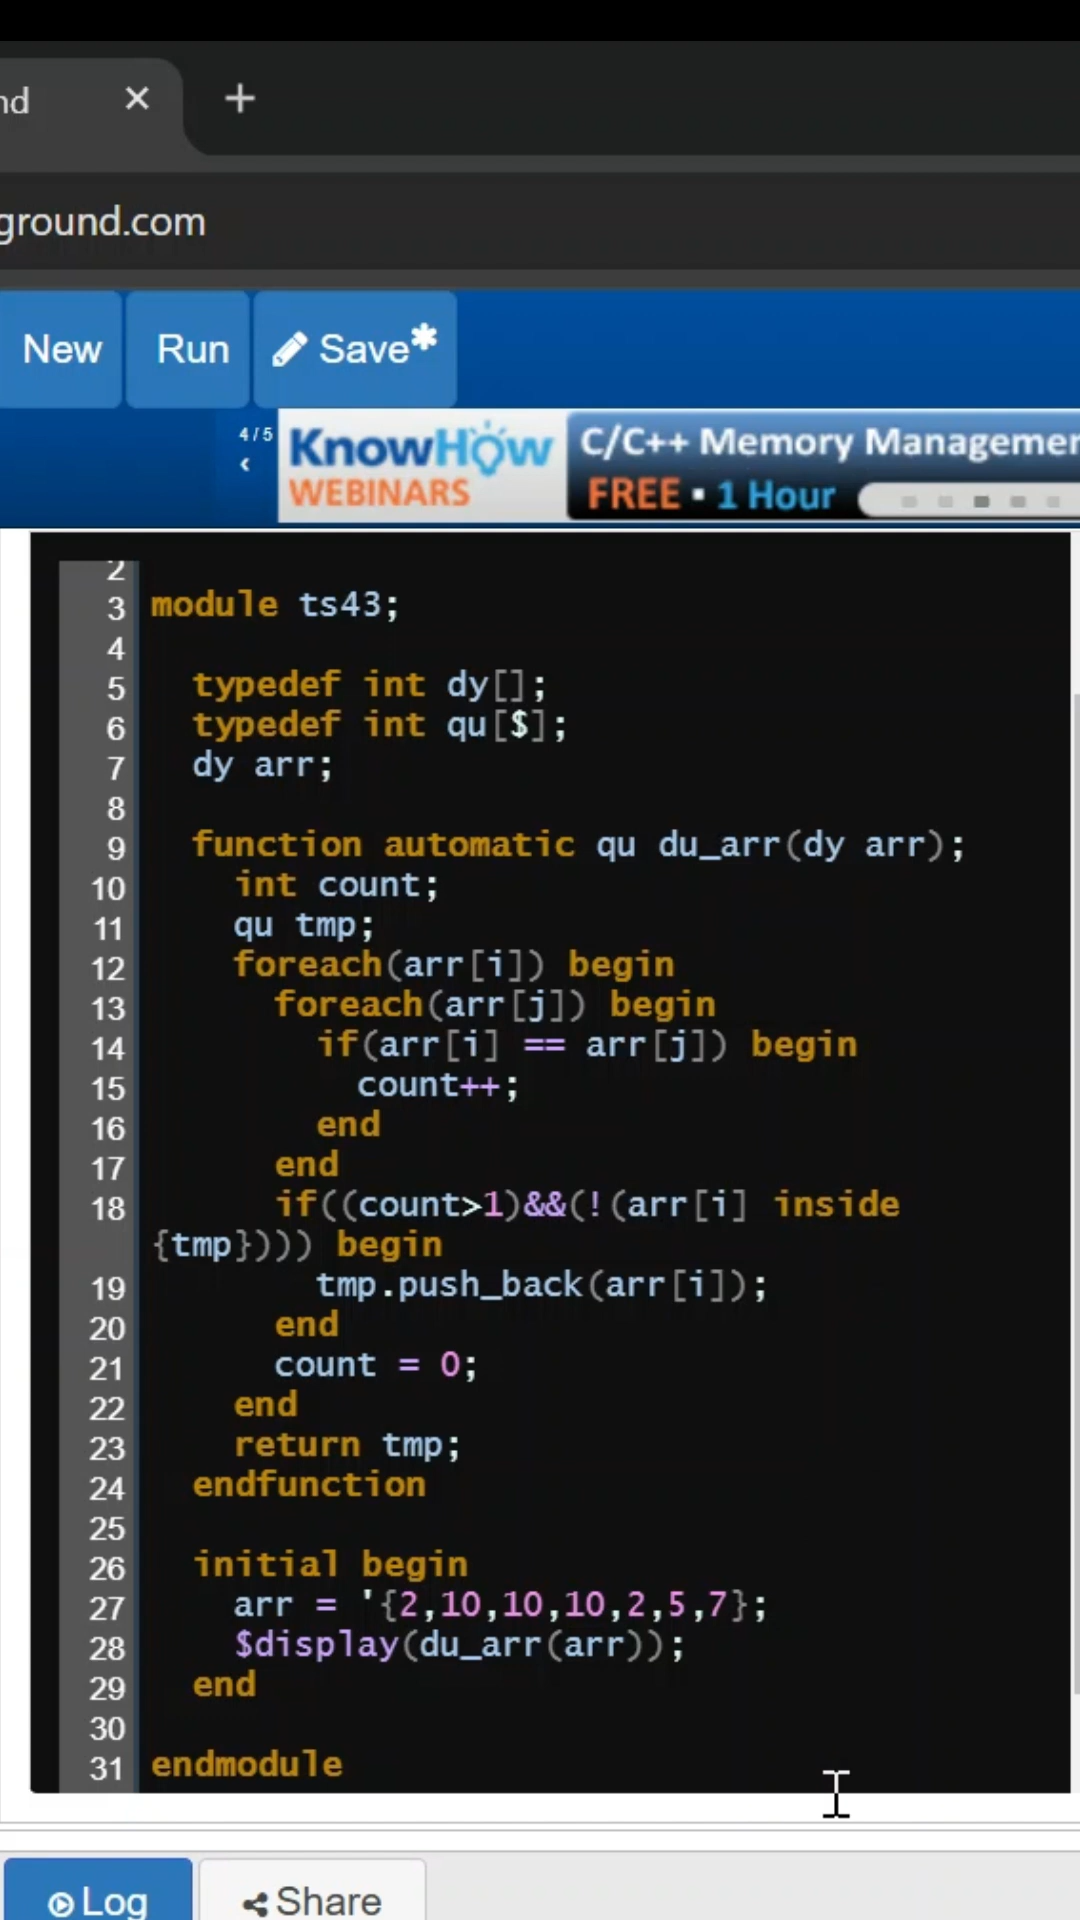 nd × +
ground.com
New Run Save*
4/5 KnowHow C/C++ Memory Managemen
‹ WEBINARS FREE ▪ 1 Hour
2
3 module ts43;
4
5 typedef int dy[];
6 typedef int qu[$];
7 dy arr;
8
9 function automatic qu du_arr(dy arr);
10 int count;
11 qu tmp;
12 foreach(arr[i]) begin
13 foreach(arr[j]) begin
14 if(arr[i] == arr[j]) begin
15 count++;
16 end
17 end
18 if((count>1)&&(!(arr[i] inside
{tmp}))) begin
19 tmp.push_back(arr[i]);
20 end
21 count = 0;
22 end
23 return tmp;
24 endfunction
25
26 initial begin
27 arr = '{2,10,10,10,2,5,7};
28 $display(du_arr(arr));
29 end
30
31 endmodule
Log Share